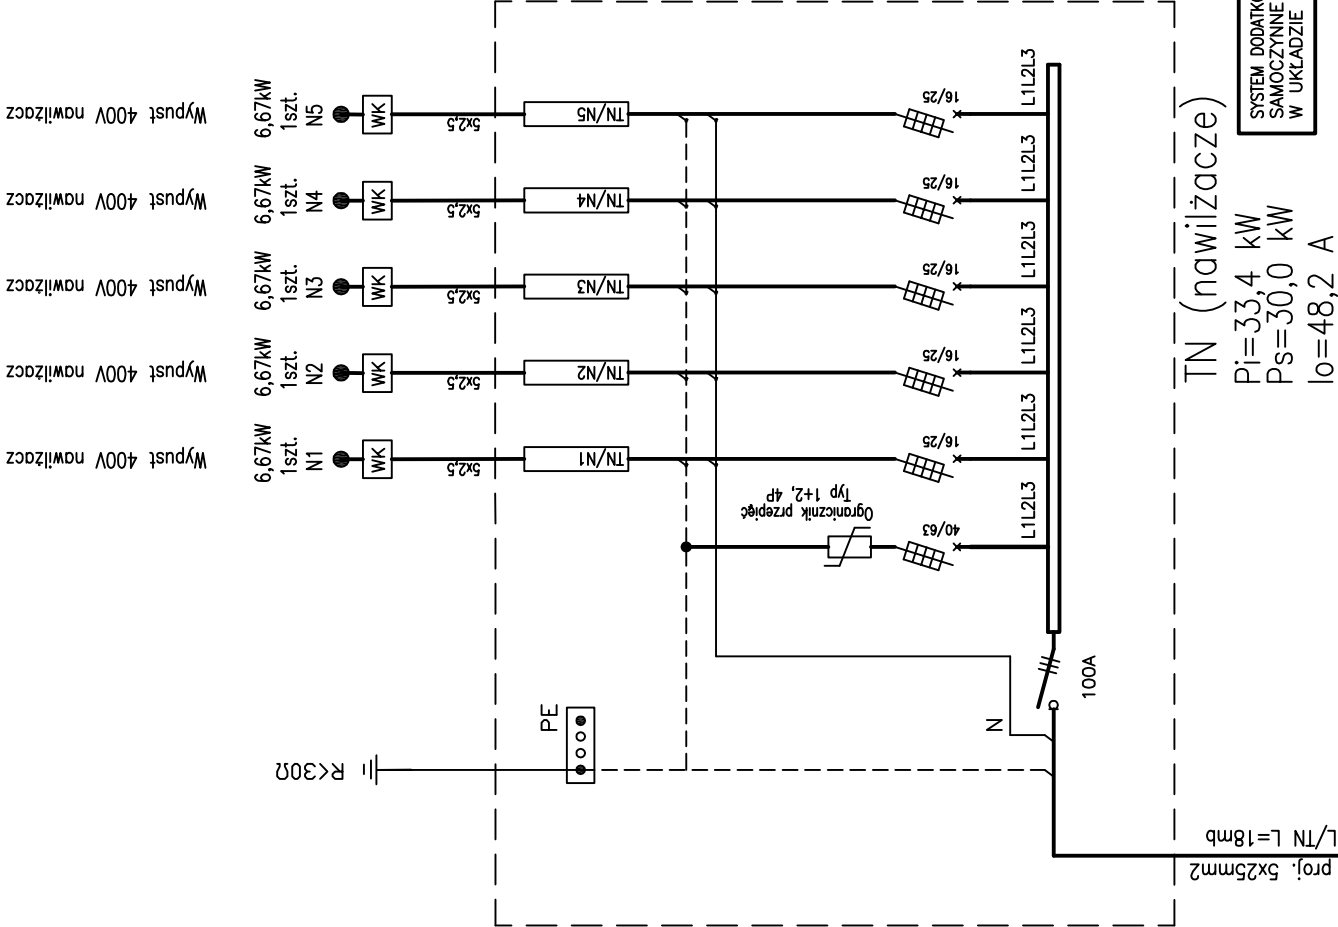 Wypust 400V nawilżacz
6,67kW
1szt.
N5
WK
5x2,5
TN/N5
16/25
L1L2L3
Wypust 400V nawilżacz
6,67kW
1szt.
N4
WK
5x2,5
TN/N4
16/25
L1L2L3
Wypust 400V nawilżacz
6,67kW
1szt.
N3
WK
5x2,5
TN/N3
16/25
L1L2L3
Wypust 400V nawilżacz
6,67kW
1szt.
N2
WK
5x2,5
TN/N2
16/25
L1L2L3
Wypust 400V nawilżacz
6,67kW
1szt.
N1
WK
5x2,5
TN/N1
16/25
L1L2L3
Ogranicznik przepięć
Typ 1+2, 4P
40/63
L1L2L3
100A
N
PE
R<30Ω
TN (nawilżacze)
Pi=33,4 kW
Ps=30,0 kW
Io=48,2 A
SYSTEM
SAMOCZYNNE
W UKŁADZIE
proj. 5x25mm2
L/TN L=18mb